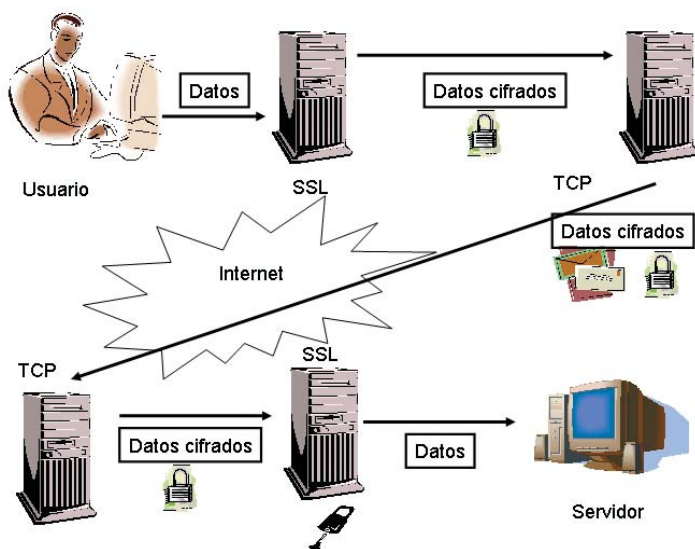 Datos
Datos cifrados
Usuario
SSL
TCP
Datos cifrados
Internet
TCP
SSL
Datos cifrados
Datos
Servidor